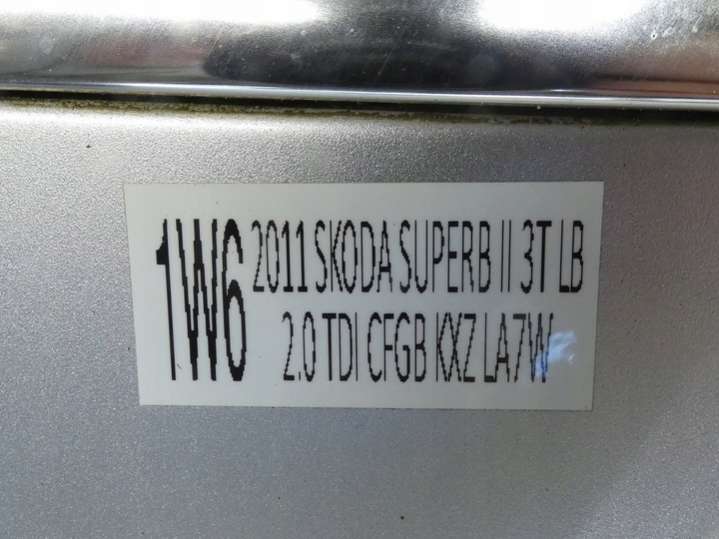 1W6
2011 SKODA SUPERB II 3T LB
2.0 TDI CFGB KXZ LA7W